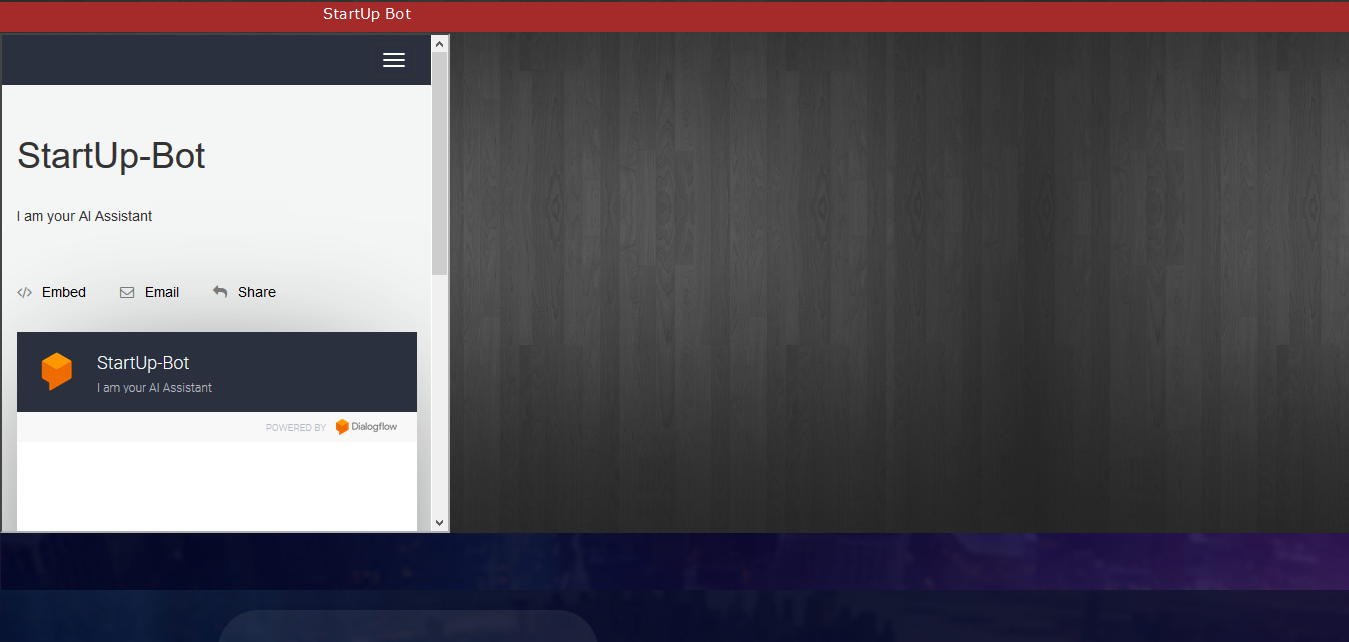 StartUp Bot
StartUp-Bot
I am your AI Assistant
Embed Email Share
StartUp-Bot
I am your AI Assistant
POWERED BY Dialogflow